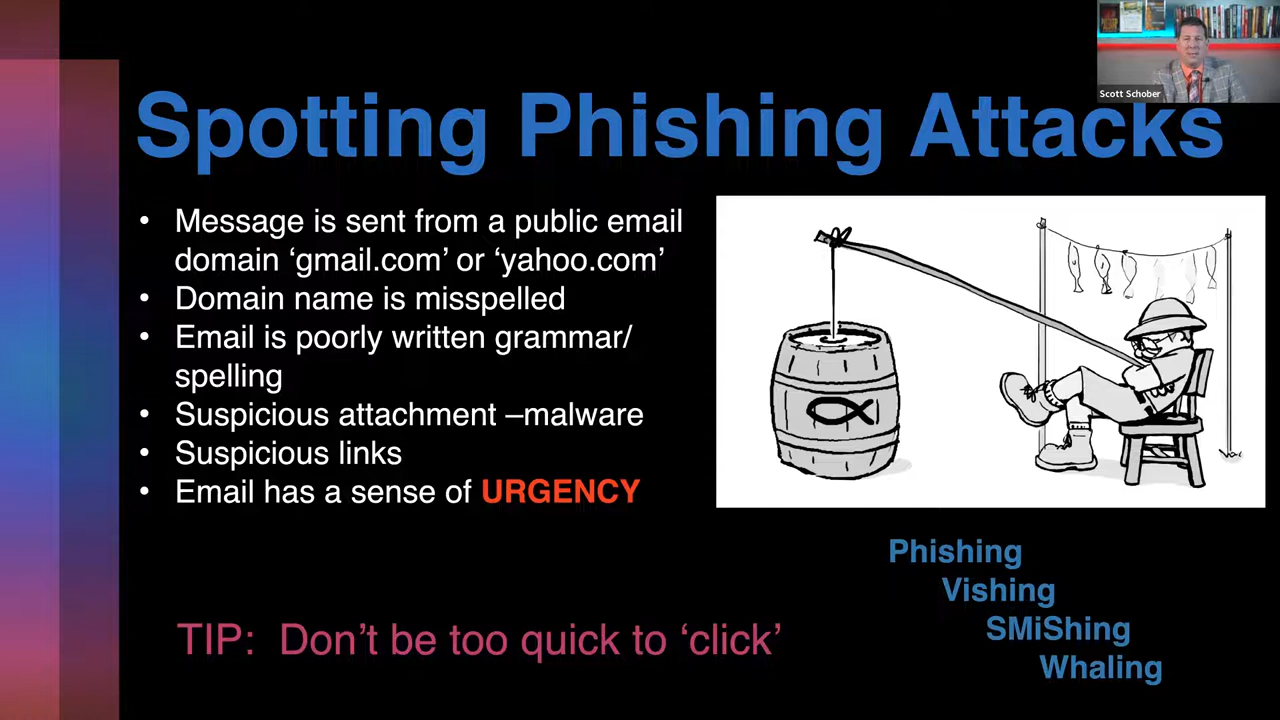 Scott Schober
Spotting Phishing Attacks
• Message is sent from a public email
domain ‘gmail.com’ or ‘yahoo.com’
• Domain name is misspelled
• Email is poorly written grammar/
spelling
• Suspicious attachment –malware
• Suspicious links
• Email has a sense of URGENCY
Phishing
Vishing
SMiShing
Whaling
TIP: Don’t be too quick to ‘click’